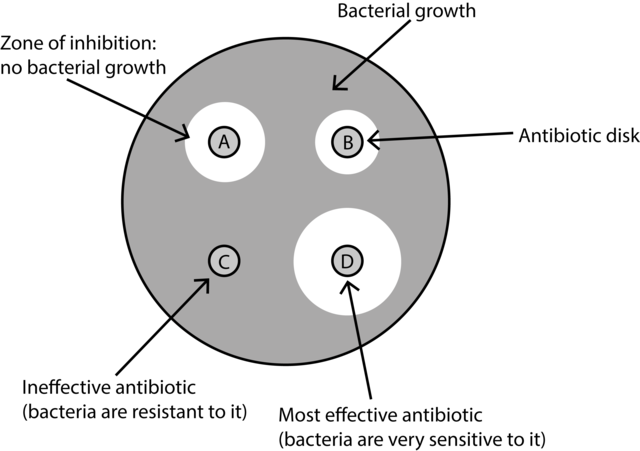 Bacterial growth
Zone of inhibition:
no bacterial growth
A
B
Antibiotic disk
C
D
Ineffective antibiotic
(bacteria are resistant to it)
Most effective antibiotic
(bacteria are very sensitive to it)